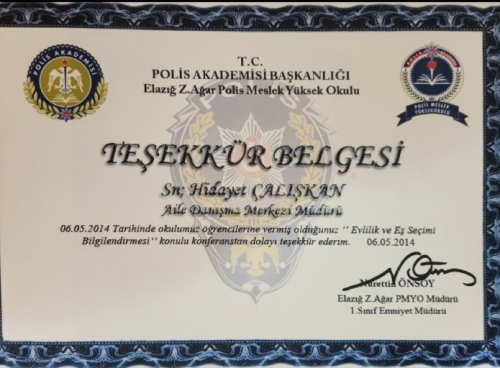 POLİS AKADEMİSİ
T.C.
POLİS AKADEMİSİ BAŞKANLIĞI
Elazığ Z.Ağar Polis Meslek Yüksek Okulu
POLİS MESLEK
YÜKSEKOKULU
TEŞEKKÜR BELGESİ
Sn; Hidayet ÇALIŞKAN
Aile Danışma Merkezi Müdürü
06.05.2014 Tarihinde okulumuz öğrencilerine vermiş olduğunuz '' Evlilik ve Eş Seçimi
Bilgilendirmesi '' konulu konferanstan dolayı teşekkür ederim. 06.05.2014
Nurettin ÖNSOY
Elazığ Z.Ağar PMYO Müdürü
1.Sınıf Emniyet Müdürü